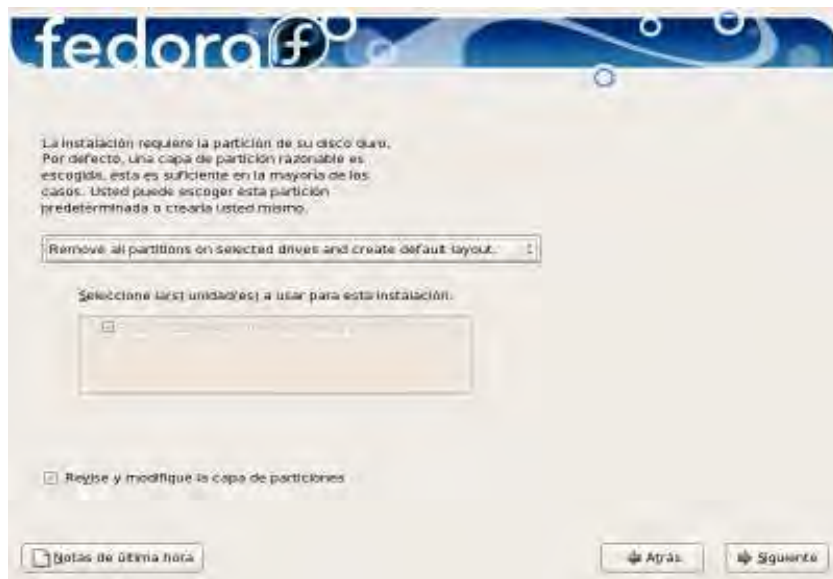 fedora
La instalación requiere la partición de su disco duro.
Por defecto, una capa de partición razonable es
escogida, ésta es suficiente en la mayoría de los
casos. Usted puede escoger esta partición
predeterminada o crearla usted mismo.
Remove all partitions on selected drives and create defaut layout.
Seleccione la(s) unidad(es) a usar para esta instalación.
Revise y modifique la capa de particiones
Notas de última hora
Atrás
Siguiente